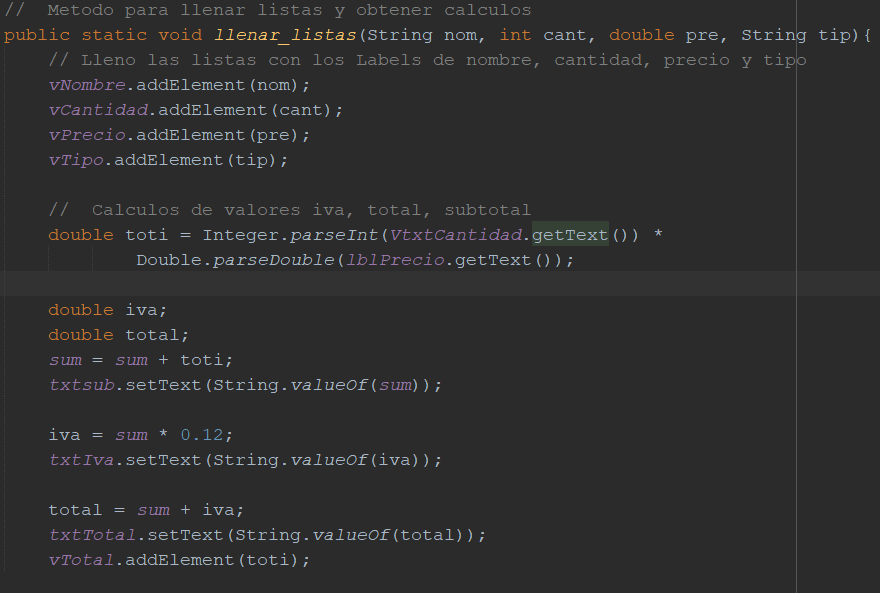 //  Metodo para llenar listas y obtener calculos
public static void llenar_listas(String nom, int cant, double pre, String tip){
    // Lleno las listas con los Labels de nombre, cantidad, precio y tipo
    vNombre.addElement(nom);
    vCantidad.addElement(cant);
    vPrecio.addElement(pre);
    vTipo.addElement(tip);

    //  Calculos de valores iva, total, subtotal
    double toti = Integer.parseInt(VtxtCantidad.getText()) *
            Double.parseDouble(lblPrecio.getText());

    double iva;
    double total;
    sum = sum + toti;
    txtsub.setText(String.valueOf(sum));

    iva = sum * 0.12;
    txtIva.setText(String.valueOf(iva));

    total = sum + iva;
    txtTotal.setText(String.valueOf(total));
    vTotal.addElement(toti);